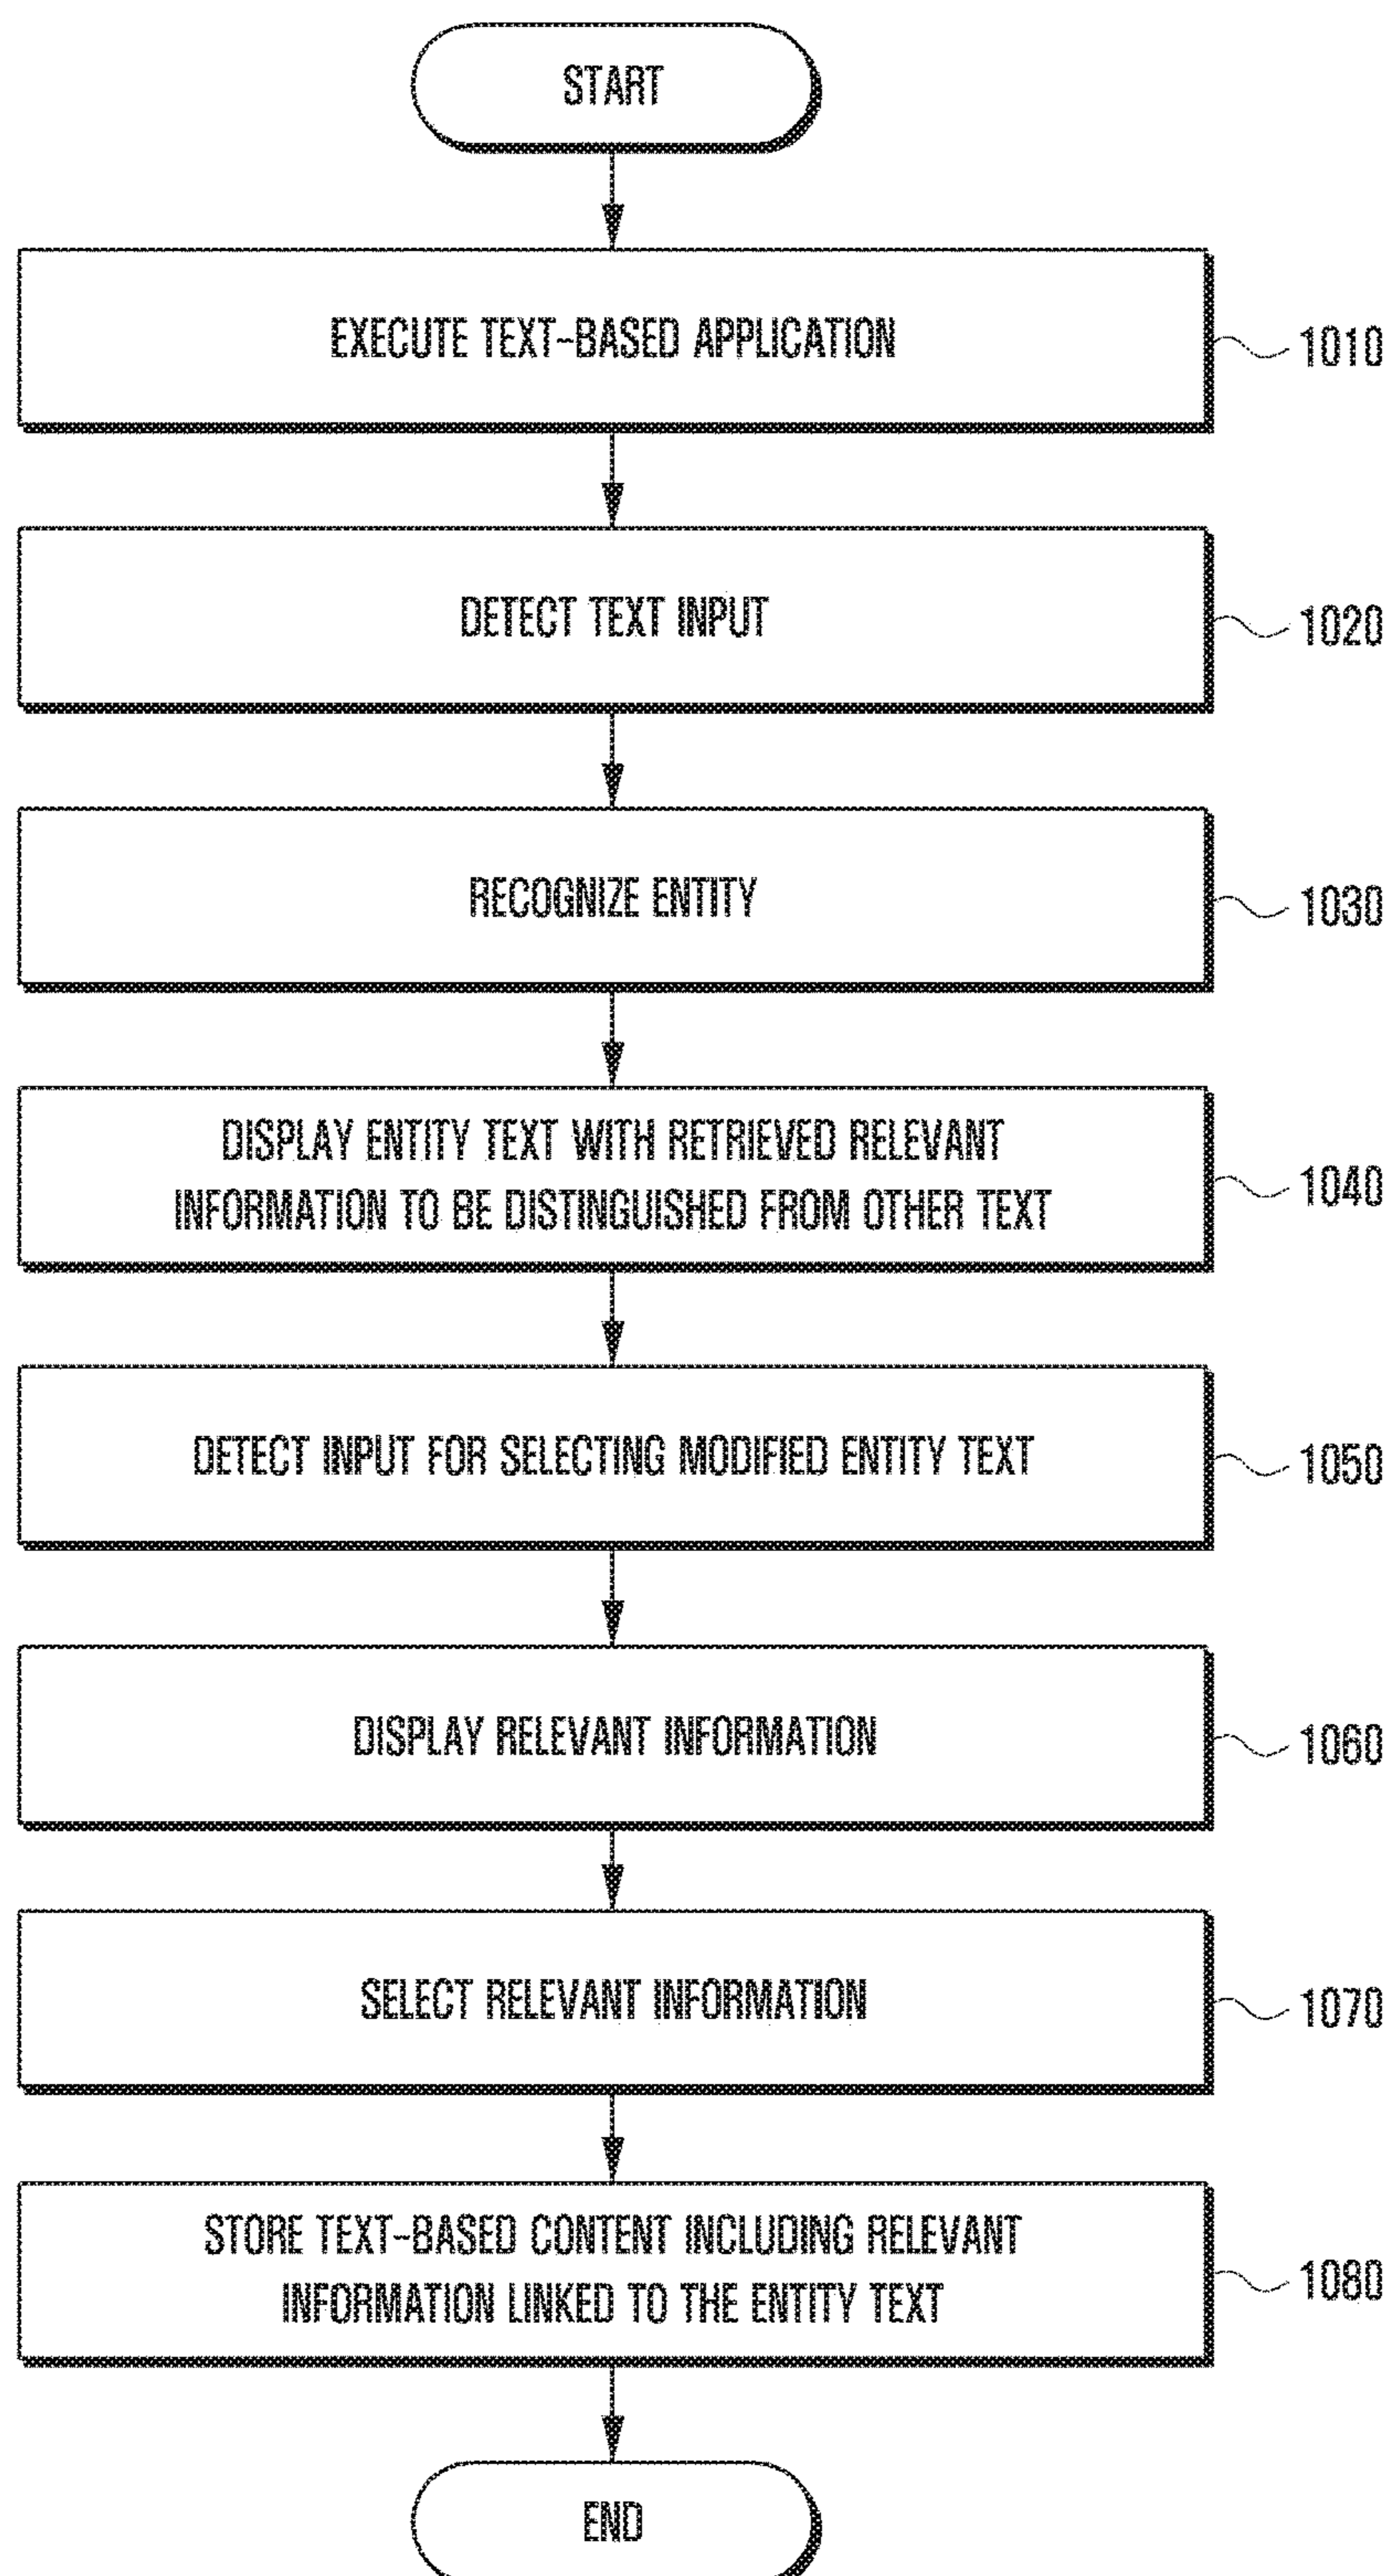 START
EXECUTE TEXT-BASED APPLICATION
1010
DETECT TEXT INPUT
1020
RECOGNIZE ENTITY
1030
DISPLAY ENTITY TEXT WITH RETRIEVED RELEVANT
INFORMATION TO BE DISTINGUISHED FROM OTHER TEXT
1040
DETECT INPUT FOR SELECTING MODIFIED ENTITY TEXT
1050
DISPLAY RELEVANT INFORMATION
1060
SELECT RELEVANT INFORMATION
1070
STORE TEXT-BASED CONTENT INCLUDING RELEVANT
INFORMATION LINKED TO THE ENTITY TEXT
1080
END